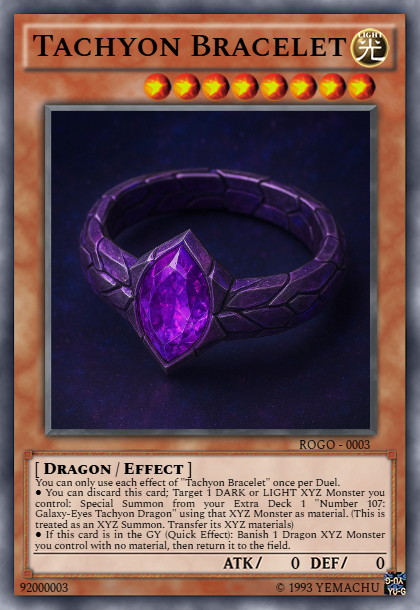 TACHYON BRACELET
LIGHT
光
ROGO - 0003
[ DRAGON / EFFECT ]
You can only use each effect of "Tachyon Bracelet" once per Duel.
● You can discard this card; Target 1 DARK or LIGHT XYZ Monster you
control: Special Summon from your Extra Deck 1 "Number 107:
Galaxy-Eyes Tachyon Dragon" using that XYZ Monster as material. (This is
treated as an XYZ Summon. Transfer its XYZ materials)
● If this card is in the GY (Quick Effect): Banish 1 Dragon XYZ Monster
you control with no material, then return it to the field.
ATK / 0 DEF / 0
92000003
© 1993 YEMACHU